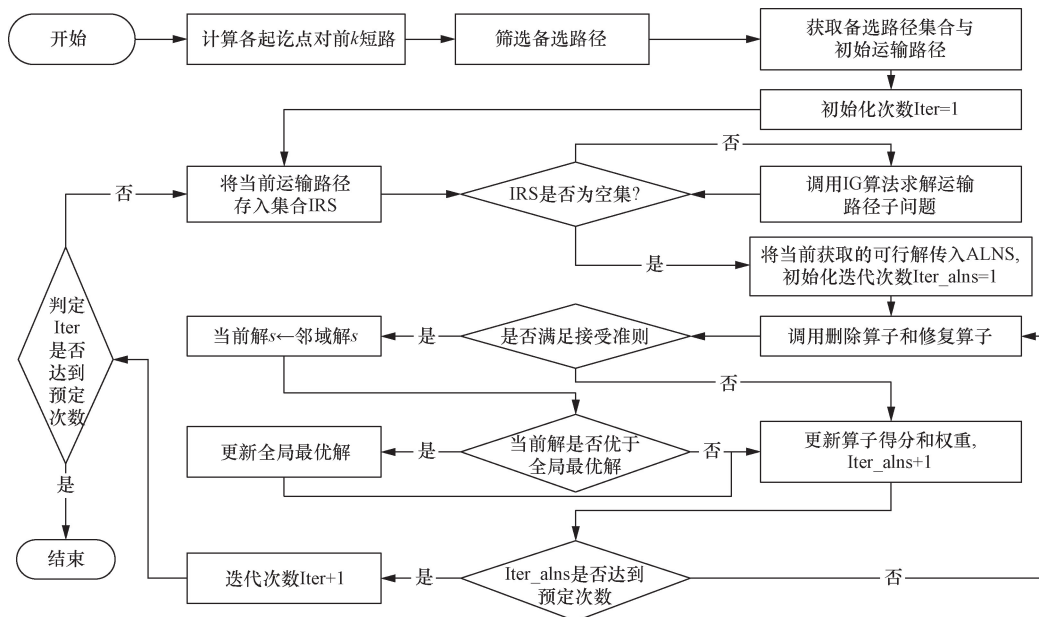 开始
计算各起讫点对前k短路
筛选备选路径
获取备选路径集合与
初始运输路径
初始化次数Iter=1
否
否
将当前运输路径
存入集合IRS
IRS是否为空集?
调用IG算法求解运输
路径子问题
是
将当前获取的可行解传入ALNS,
初始化迭代次数Iter_alns=1
判定
Iter
是否
达到
预定
次数
当前解s←邻域解s
是
是否满足接受准则
调用删除算子和修复算子
否
更新全局最优解
是
当前解是否优于
全局最优解
否
更新算子得分和权重,
Iter_alns+1
是
结束
迭代次数Iter+1
是
Iter_alns是否达到
预定次数
否